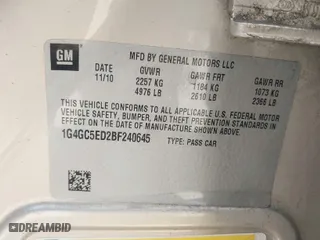 GM
MFD BY GENERAL MOTORS LLC
DATE GVWR GAWR FRT GAWR RR
11/10 2257 KG 1184 KG 1073 KG
4976 LB 2610 LB 2366 LB
THIS VEHICLE CONFORMS TO ALL APPLICABLE U.S. FEDERAL MOTOR
VEHICLE SAFETY, BUMPER, AND THEFT PREVENTION STANDARDS
IN EFFECT ON THE DATE OF MANUFACTURE SHOWN ABOVE.
1G4GC5ED2BF240645 TYPE: PASS CAR
DREAMBID